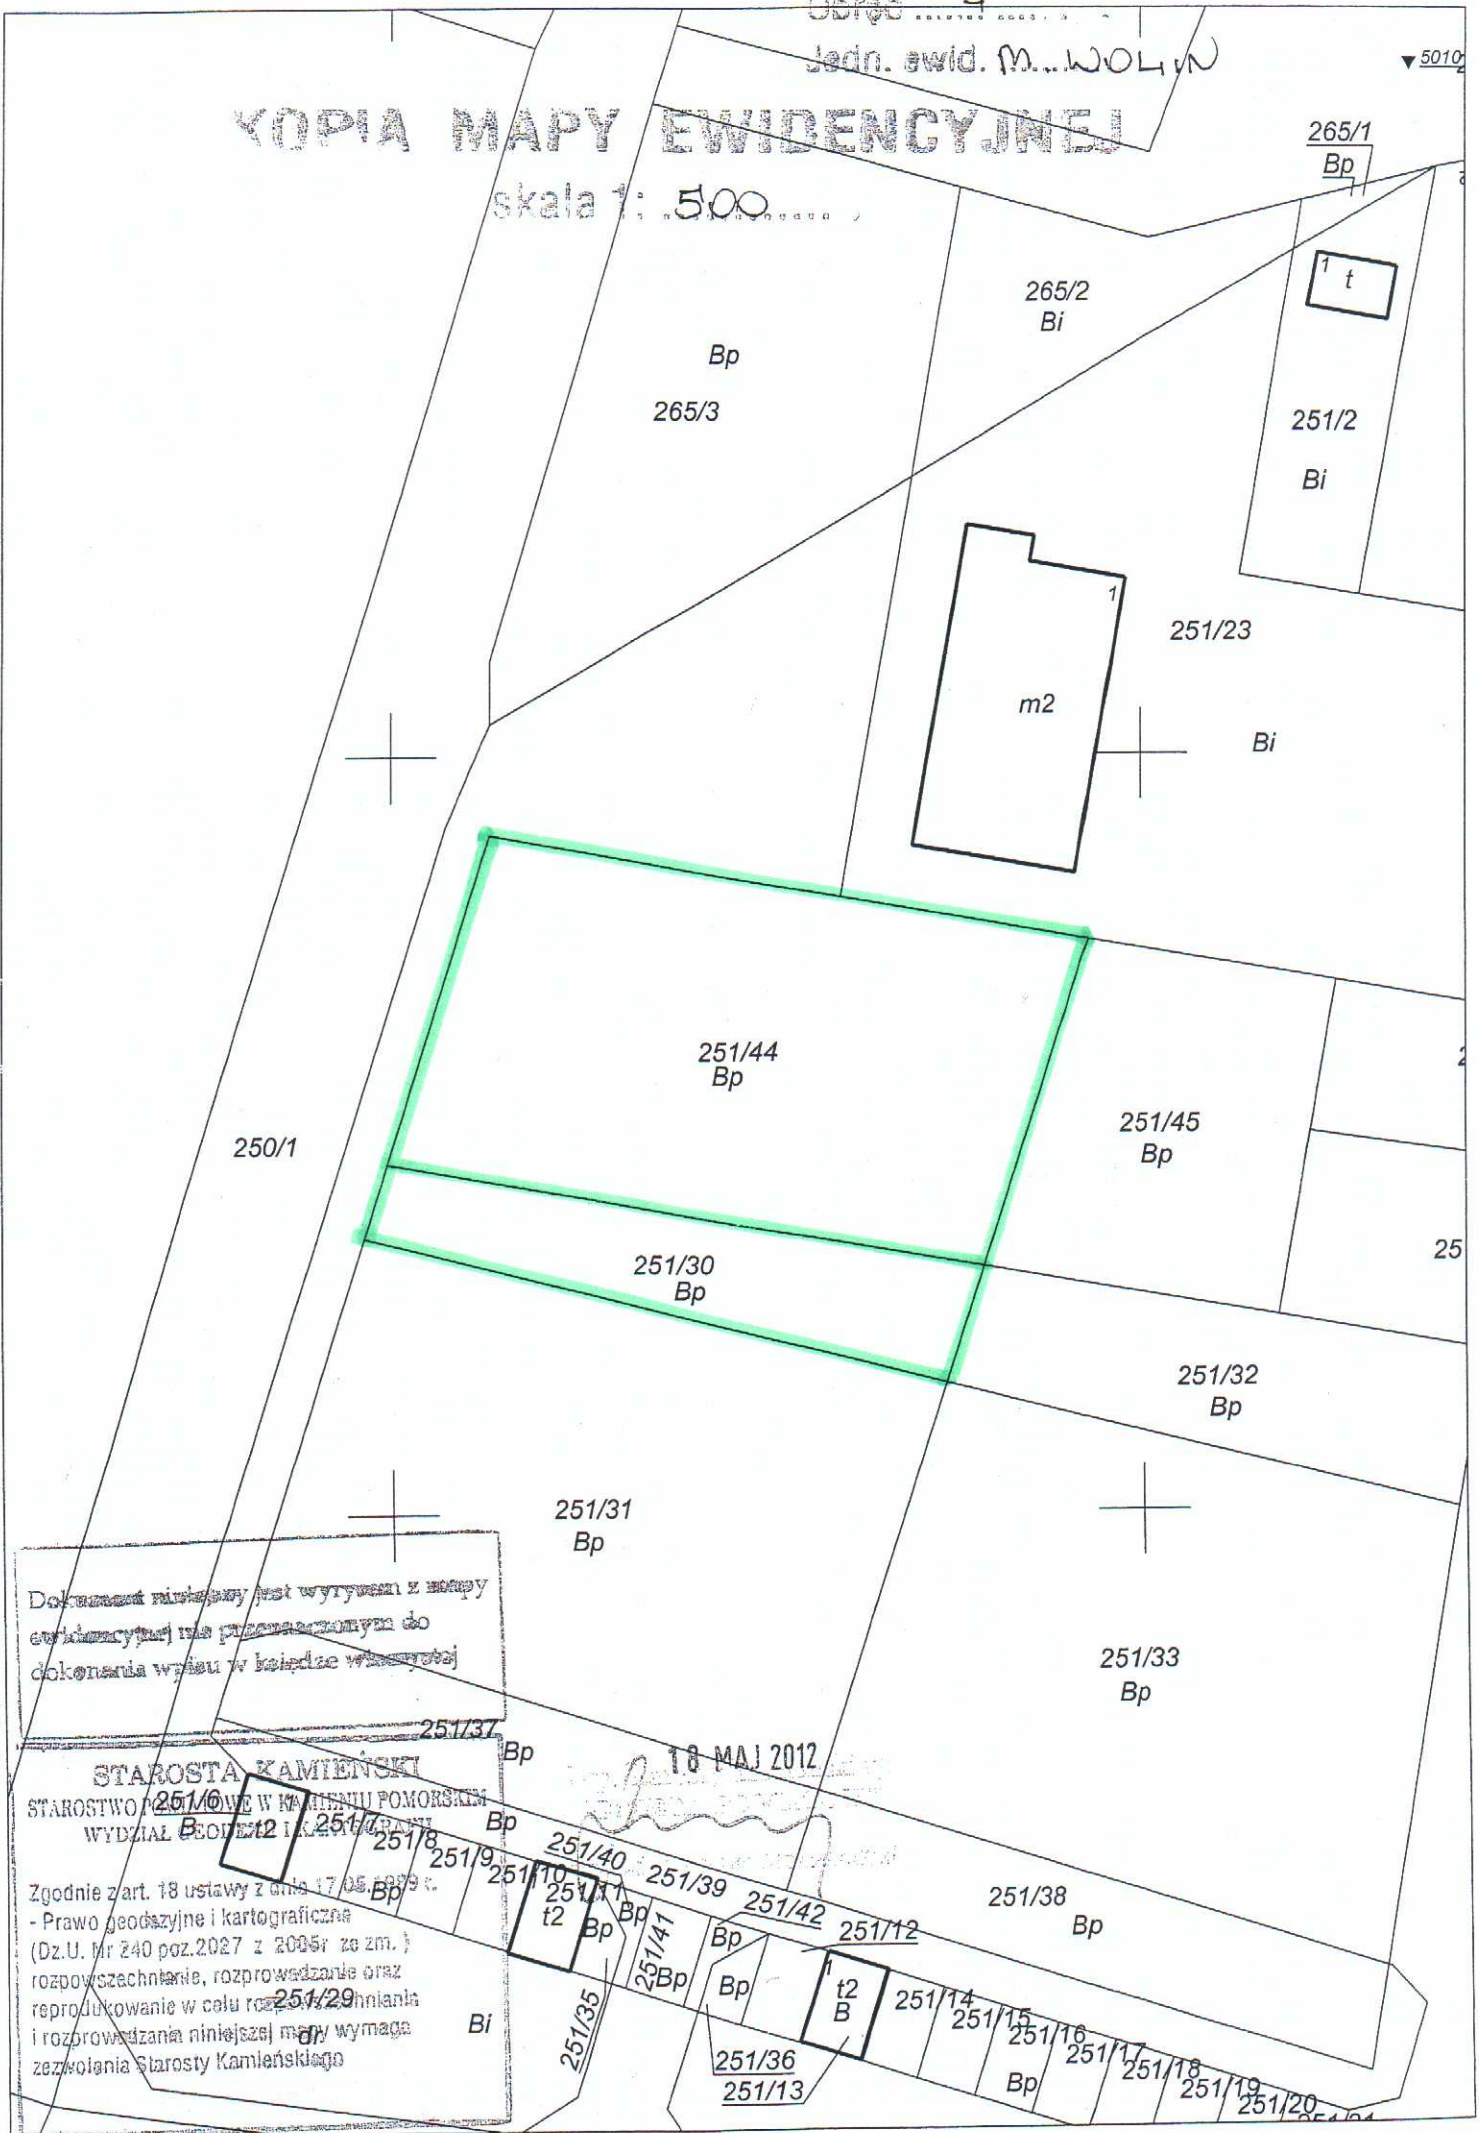 Obręb ..... 4
Jedn. ewid. M... WOLIN
5010
KOPIA MAPY EWIDENCYJNEJ
skala 1: 500
265/1
Bp
1 t
265/2
Bi
Bp
265/3
251/2
Bi
1
251/23
m2
Bi
251/44
Bp
251/45
Bp
250/1
25
251/30
Bp
251/32
Bp
251/31
Bp
Dokument niniejszy jest wyrysem z mapy
ewidencyjnej nie przeznaczonym do
dokonania wpisu w księdze wieczystej
251/33
Bp
251/37
Bp
18 MAJ 2012
STAROSTA KAMIEŃSKI
STAROSTWO POWIATOWE W KAMIENIU POMORSKIM
WYDZIAŁ GEODEZJI I KARTOGRAFII
251/6
B
1
t2
251/7
251/8
251/9
251/10
251/11
Bp
Bp
251/40
251/39
251/42
251/12
251/38
Bp
t2
Bp
Bp
251/41
Bp
Bp
Bp
Zgodnie z art. 18 ustawy z dnia 17.05.1989 r.
- Prawo geodezyjne i kartograficzne
(Dz.U. Nr 240 poz.2027 z 2005r ze zm. )
rozpowszechnianie, rozprowadzanie oraz
reprodukowanie w celu rozpowszechniania
i rozprowadzania niniejszej mapy wymaga
zezwolenia Starosty Kamieńskiego
251/29
dr
Bi
251/35
251/36
251/13
1
t2
B
251/14
251/15
251/16
251/17
251/18
251/19
251/20
Bp